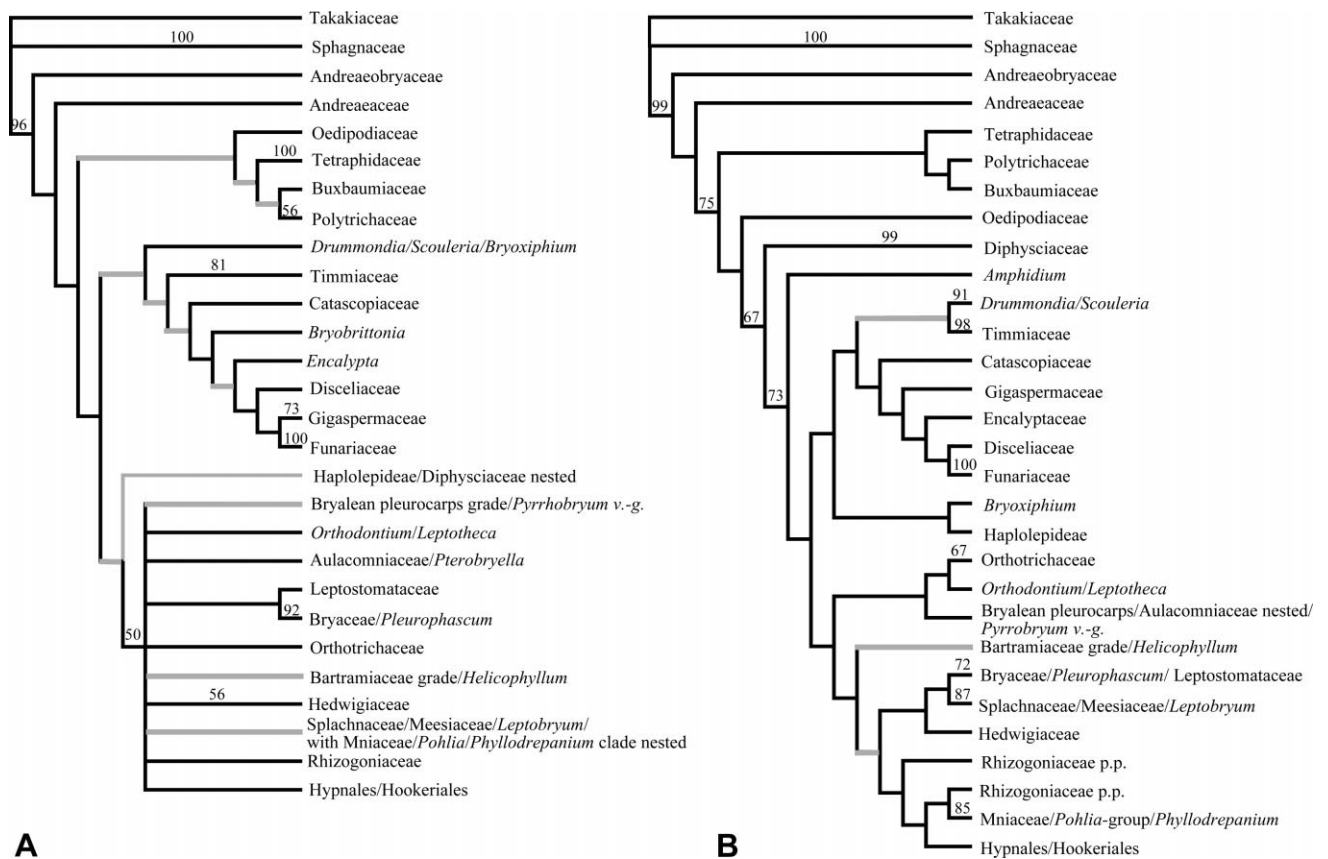 Takakiaceae
100
Sphagnaceae
Andreaeobryaceae
Andreaeaceae
96
Oedipodiaceae
100
Tetraphidaceae
Buxbaumiaceae
56
Polytrichaceae
Drummondia/Scouleria/Bryoxiphium
81
Timmiaceae
Catascopiaceae
Bryobrittonia
Encalypta
Disceliaceae
73
Gigaspermaceae
100
Funariaceae
Haplolepideae/Diphysciaceae nested
Bryalean pleurocarps grade/Pyrrhobryum v.-g.
Orthodontium/Leptotheca
Aulacomniaceae/Pterobryella
Leptostomataceae
92
Bryaceae/Pleurophascum
50
Orthotrichaceae
Bartramiaceae grade/Helicophyllum
56
Hedwigiaceae
Splachnaceae/Meesiaceae/Leptobryum/
with Mniaceae/Pohlia/Phyllodrepanium clade nested
Rhizogoniaceae
Hypnales/Hookeriales
A
Takakiaceae
100
Sphagnaceae
Andreaeobryaceae
99
Andreaeaceae
Tetraphidaceae
Polytrichaceae
Buxbaumiaceae
75
Oedipodiaceae
99
Diphysciaceae
Amphidium
91
Drummondia/Scouleria
67
98
Timmiaceae
Catascopiaceae
Gigaspermaceae
73
Encalyptaceae
Disceliaceae
100
Funariaceae
Bryoxiphium
Haplolepideae
67
Orthotrichaceae
Orthodontium/Leptotheca
Bryalean pleurocarps/Aulacomniaceae nested/
Pyrrobryum v.-g.
Bartramiaceae grade/Helicophyllum
72
Bryaceae/Pleurophascum/ Leptostomataceae
87
Splachnaceae/Meesiaceae/Leptobryum
Hedwigiaceae
Rhizogoniaceae p.p.
Rhizogoniaceae p.p.
85
Mniaceae/Pohlia-group/Phyllodrepanium
Hypnales/Hookeriales
B